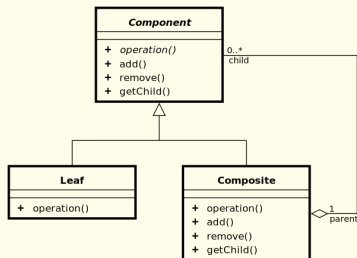 Component
+ operation()
+ add()
+ remove()
+ getChild()
0..*
child
Leaf
+ operation()
Composite
+ operation()
+ add()
+ remove()
+ getChild()
1
parent